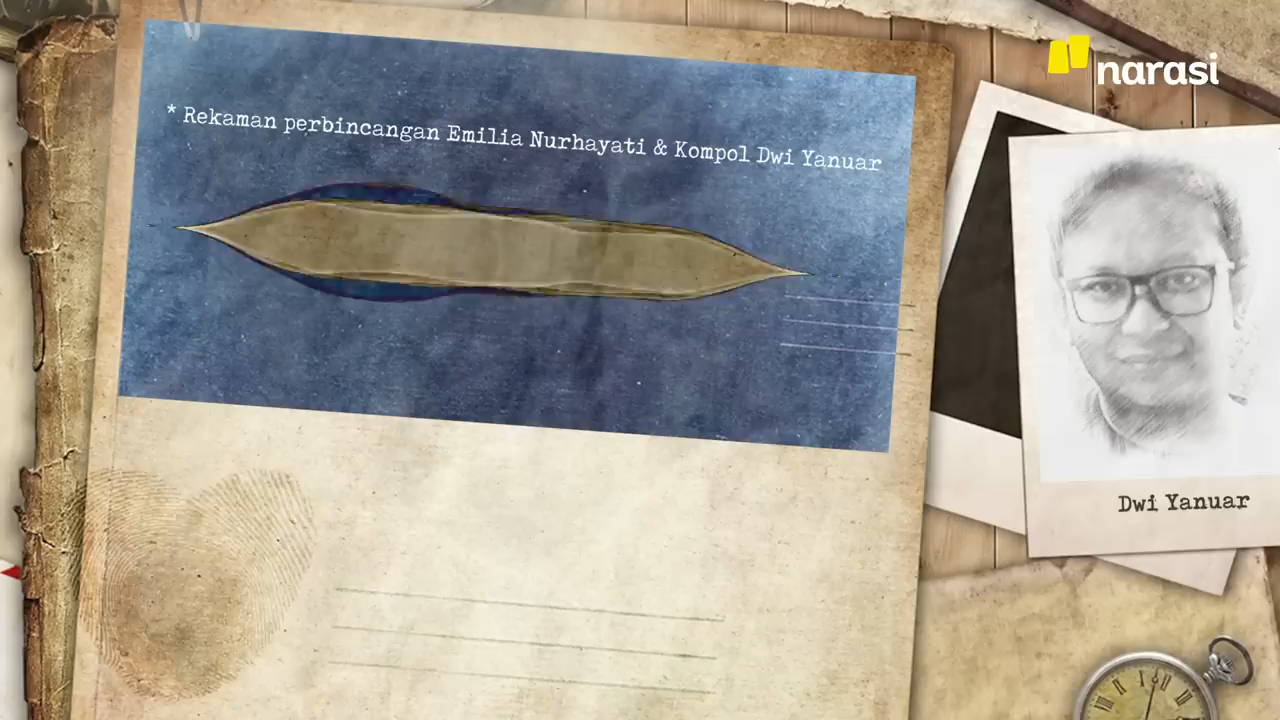 narasi
* Rekaman perbincangan Emilia Nurhayati & Kompol Dwi Yanuar
Dwi Yanuar